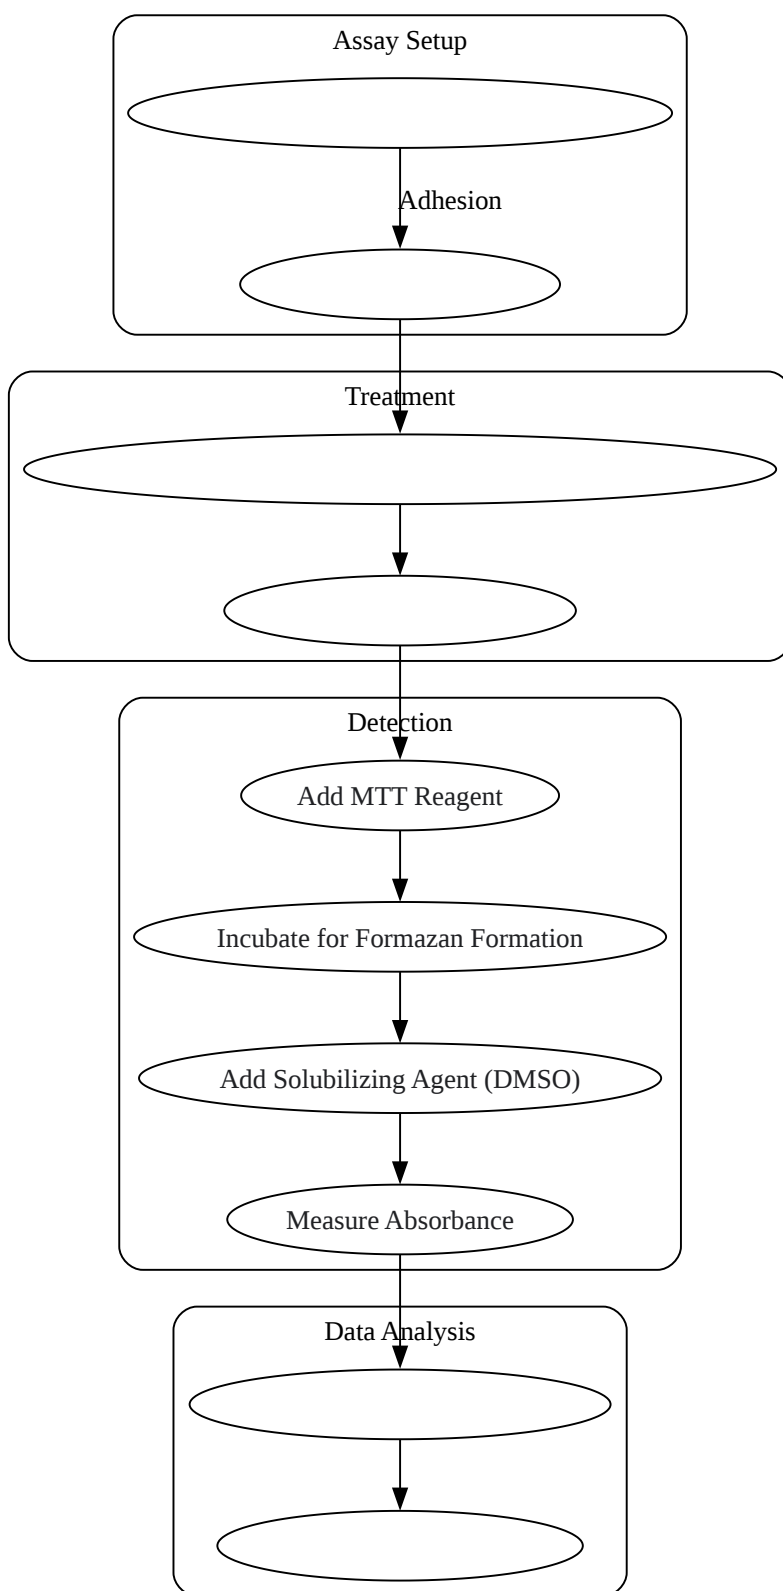 Assay Setup
Adhesion
Treatment
Detection
Add MTT Reagent
Incubate for Formazan Formation
Add Solubilizing Agent (DMSO)
Measure Absorbance
Data Analysis